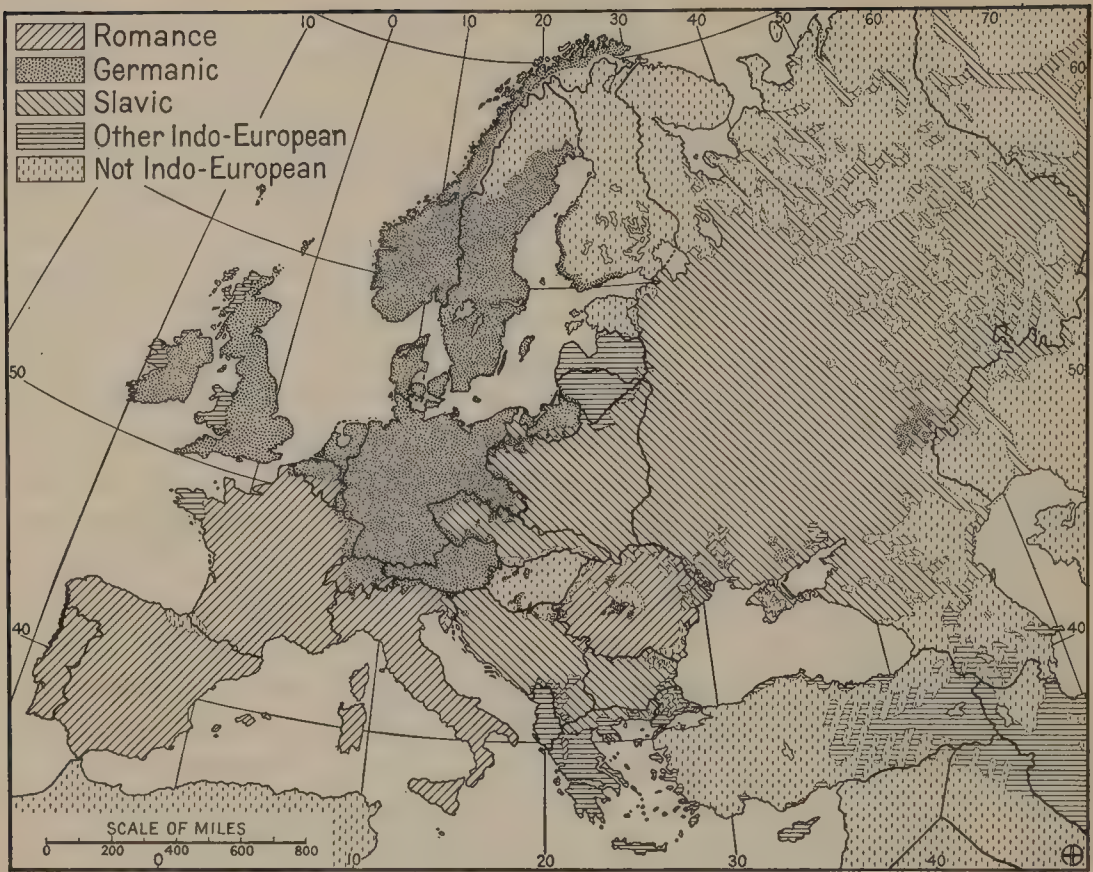 10 0 10 20 30 40 50 60 70
Romance
Germanic
Slavic
Other Indo-European
Not Indo-European
60
50 50
40 40
SCALE OF MILES
0 200 400 600 800
0 10 20 30 40